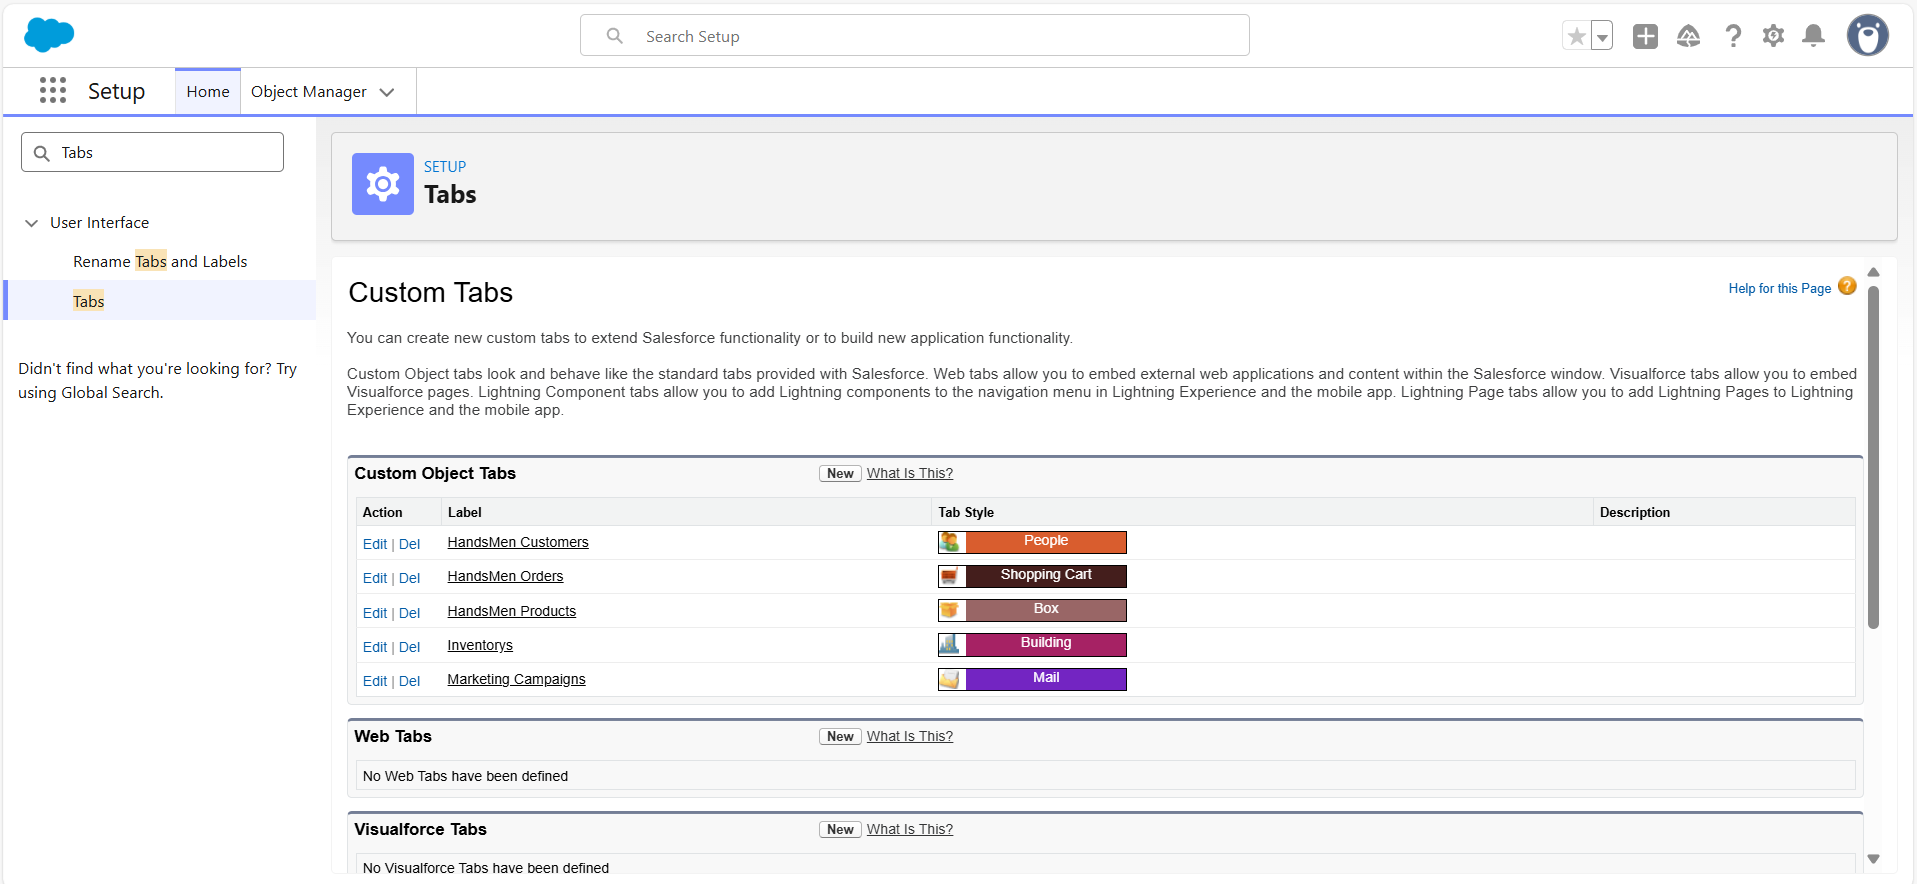 Search Setup
Setup
Home
Object Manager
Tabs
User Interface
Rename Tabs and Labels
Tabs
Didn't find what you're looking for? Try
using Global Search.
SETUP
Tabs
Custom Tabs
Help for this Page
?
You can create new custom tabs to extend Salesforce functionality or to build new application functionality.
Custom Object tabs look and behave like the standard tabs provided with Salesforce. Web tabs allow you to embed external web applications and content within the Salesforce window. Visualforce tabs allow you to embed
Visualforce pages. Lightning Component tabs allow you to add Lightning components to the navigation menu in Lightning Experience and the mobile app. Lightning Page tabs allow you to add Lightning Pages to Lightning
Experience and the mobile app.
Custom Object Tabs New What Is This?
Action Label Tab Style Description
Edit | Del HandsMen Customers People
Edit | Del HandsMen Orders Shopping Cart
Edit | Del HandsMen Products Box
Edit | Del Inventorys Building
Edit | Del Marketing Campaigns Mail
Web Tabs New What Is This?
No Web Tabs have been defined
Visualforce Tabs New What Is This?
No Visualforce Tabs have been defined